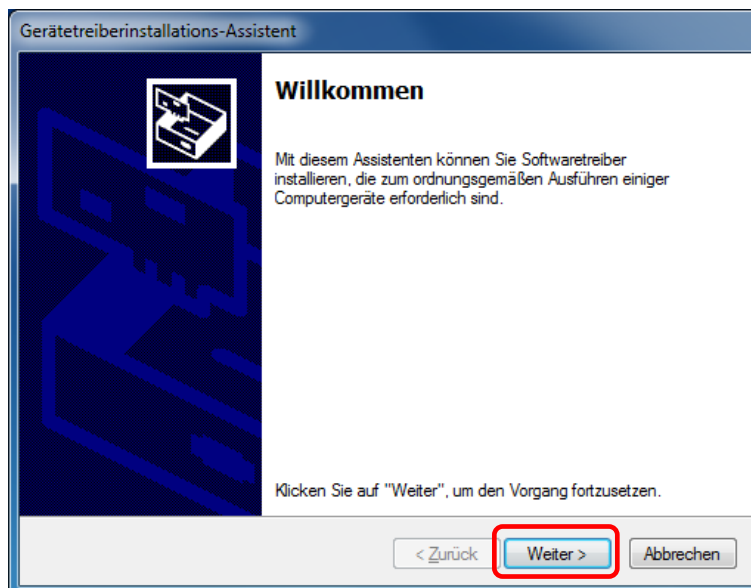 Gerätetreiberinstallations-Assistent
Willkommen
Mit diesem Assistenten können Sie Softwaretreiber
installieren, die zum ordnungsgemäßen Ausführen einiger
Computergeräte erforderlich sind.
Klicken Sie auf "Weiter", um den Vorgang fortzusetzen.
< Zurück Weiter > Abbrechen